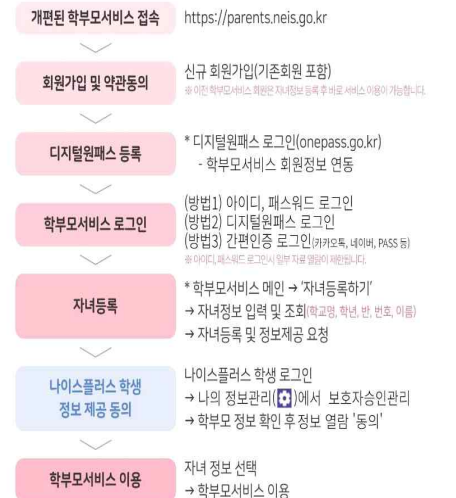 개편된 학부모서비스 접속
https://parents.neis.go.kr
회원가입 및 약관동의
신규 회원가입(기존회원 포함)
※ 이전 학부모서비스 회원은 자녀정보 등록 후 바로 서비스 이용이 가능합니다.
디지털원패스 등록
* 디지털원패스 로그인(onepass.go.kr)
- 학부모서비스 회원정보 연동
학부모서비스 로그인
(방법1) 아이디, 패스워드 로그인
(방법2) 디지털원패스 로그인
(방법3) 간편인증 로그인(카카오톡, 네이버, PASS 등)
※ 아이디, 패스워드 로그인시 일부 자료 열람이 제한됩니다.
자녀등록
* 학부모서비스 메인 → '자녀등록하기'
→ 자녀정보 입력 및 조회(학교명, 학년, 반, 번호, 이름)
→ 자녀등록 및 정보제공 요청
나이스플러스 학생
정보 제공 동의
나이스플러스 학생 로그인
→ 나의 정보관리( )에서 보호자승인관리
→ 학부모 정보 확인 후 정보 열람 '동의'
학부모서비스 이용
자녀 정보 선택
→ 학부모서비스 이용